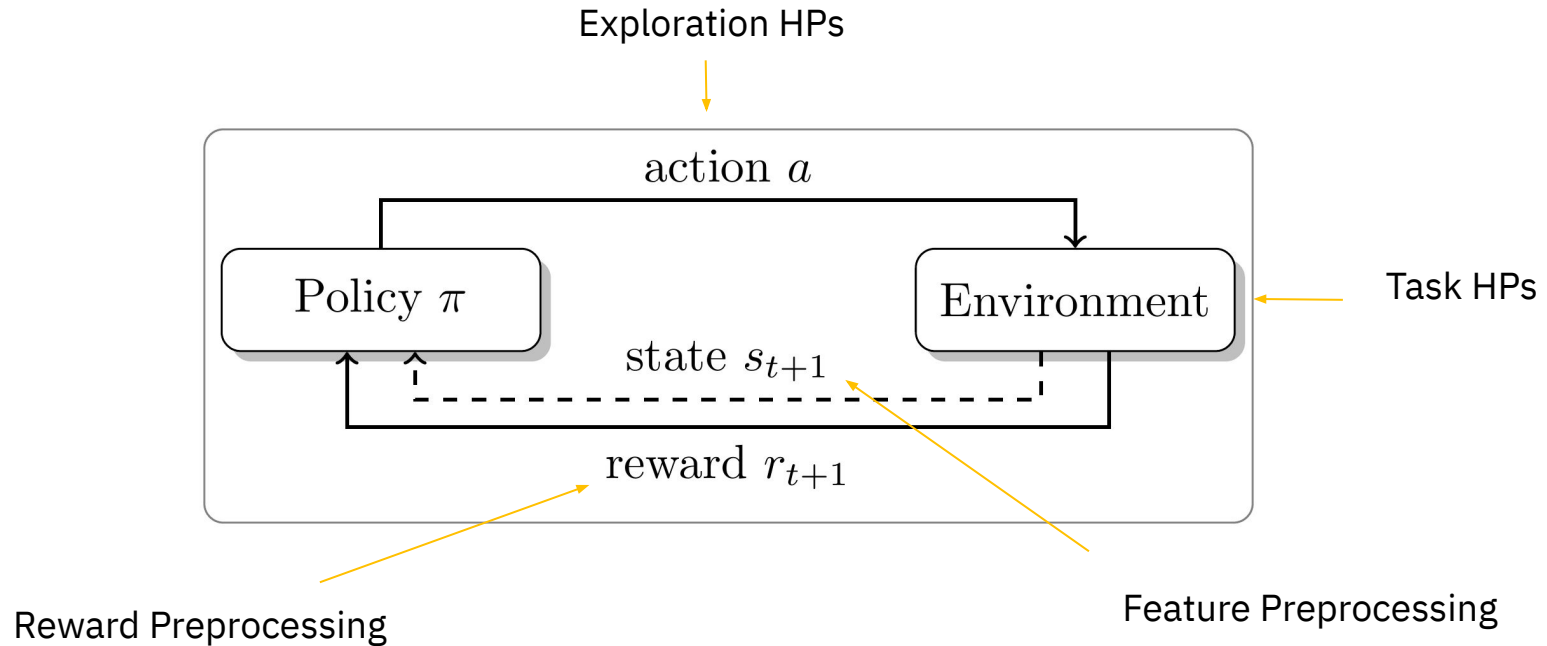 Exploration HPs
action a
Policy π
Environment
Task HPs
state s_{t+1}
reward r_{t+1}
Reward Preprocessing
Feature Preprocessing